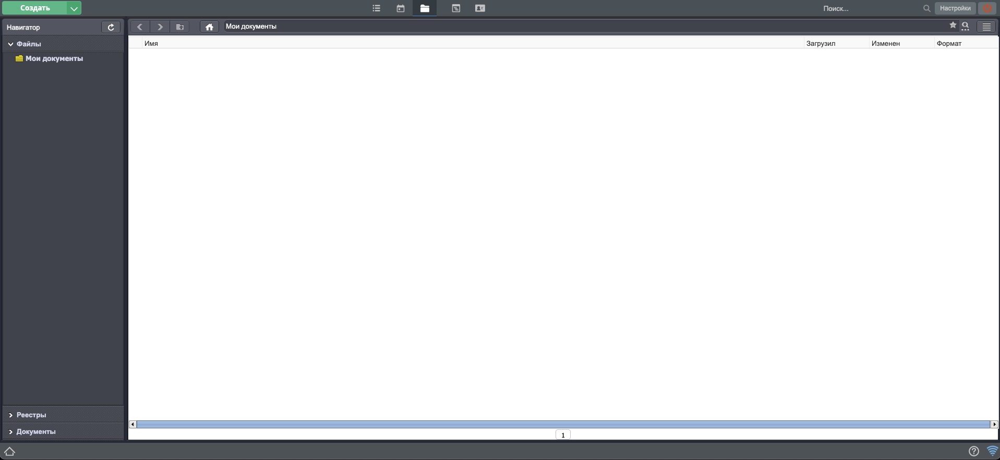 Создать
Поиск...
Настройки
Навигатор
Мои документы
Файлы
Мои документы
Имя
Загрузил
Изменен
Формат
Реестры
Документы
1